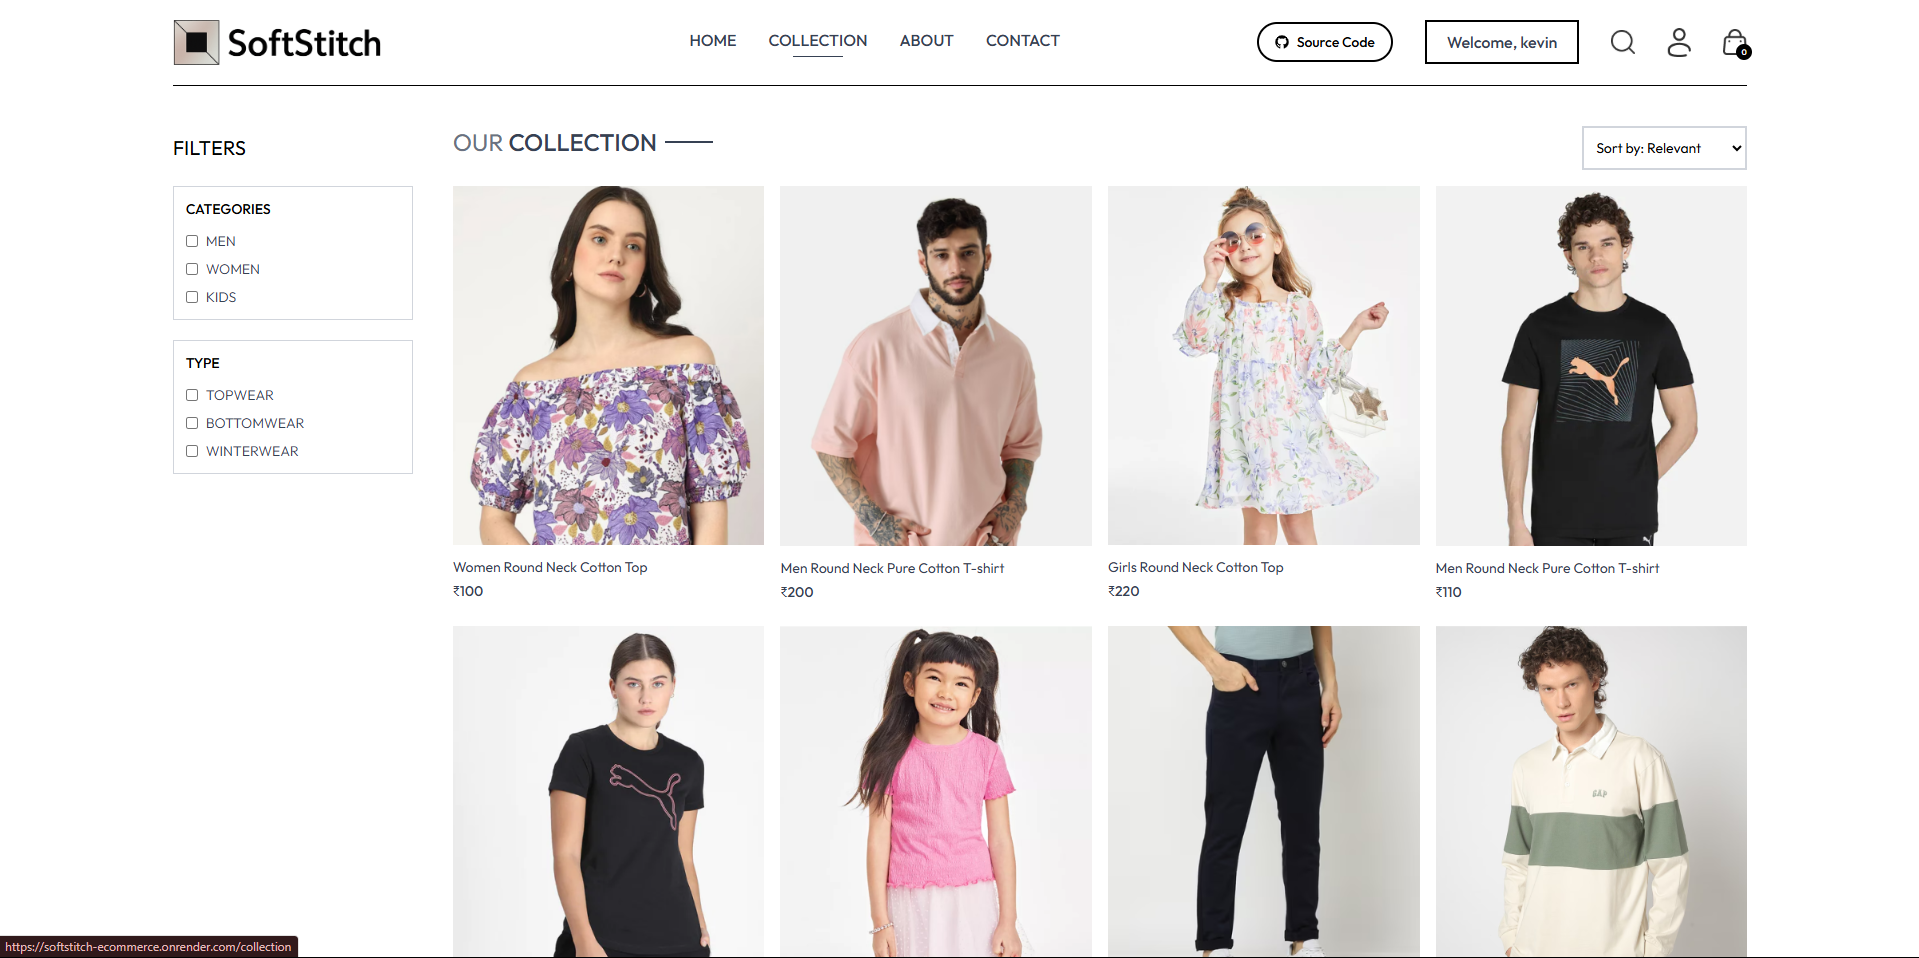 SoftStitch
HOME COLLECTION ABOUT CONTACT
Source Code
Welcome, kevin
0
FILTERS
CATEGORIES
MEN
WOMEN
KIDS
TYPE
TOPWEAR
BOTTOMWEAR
WINTERWEAR
OUR COLLECTION
Sort by: Relevant
Women Round Neck Cotton Top
₹100
Men Round Neck Pure Cotton T-shirt
₹200
Girls Round Neck Cotton Top
₹220
Men Round Neck Pure Cotton T-shirt
₹110
GAP
https://softstitch-ecommerce.onrender.com/collection